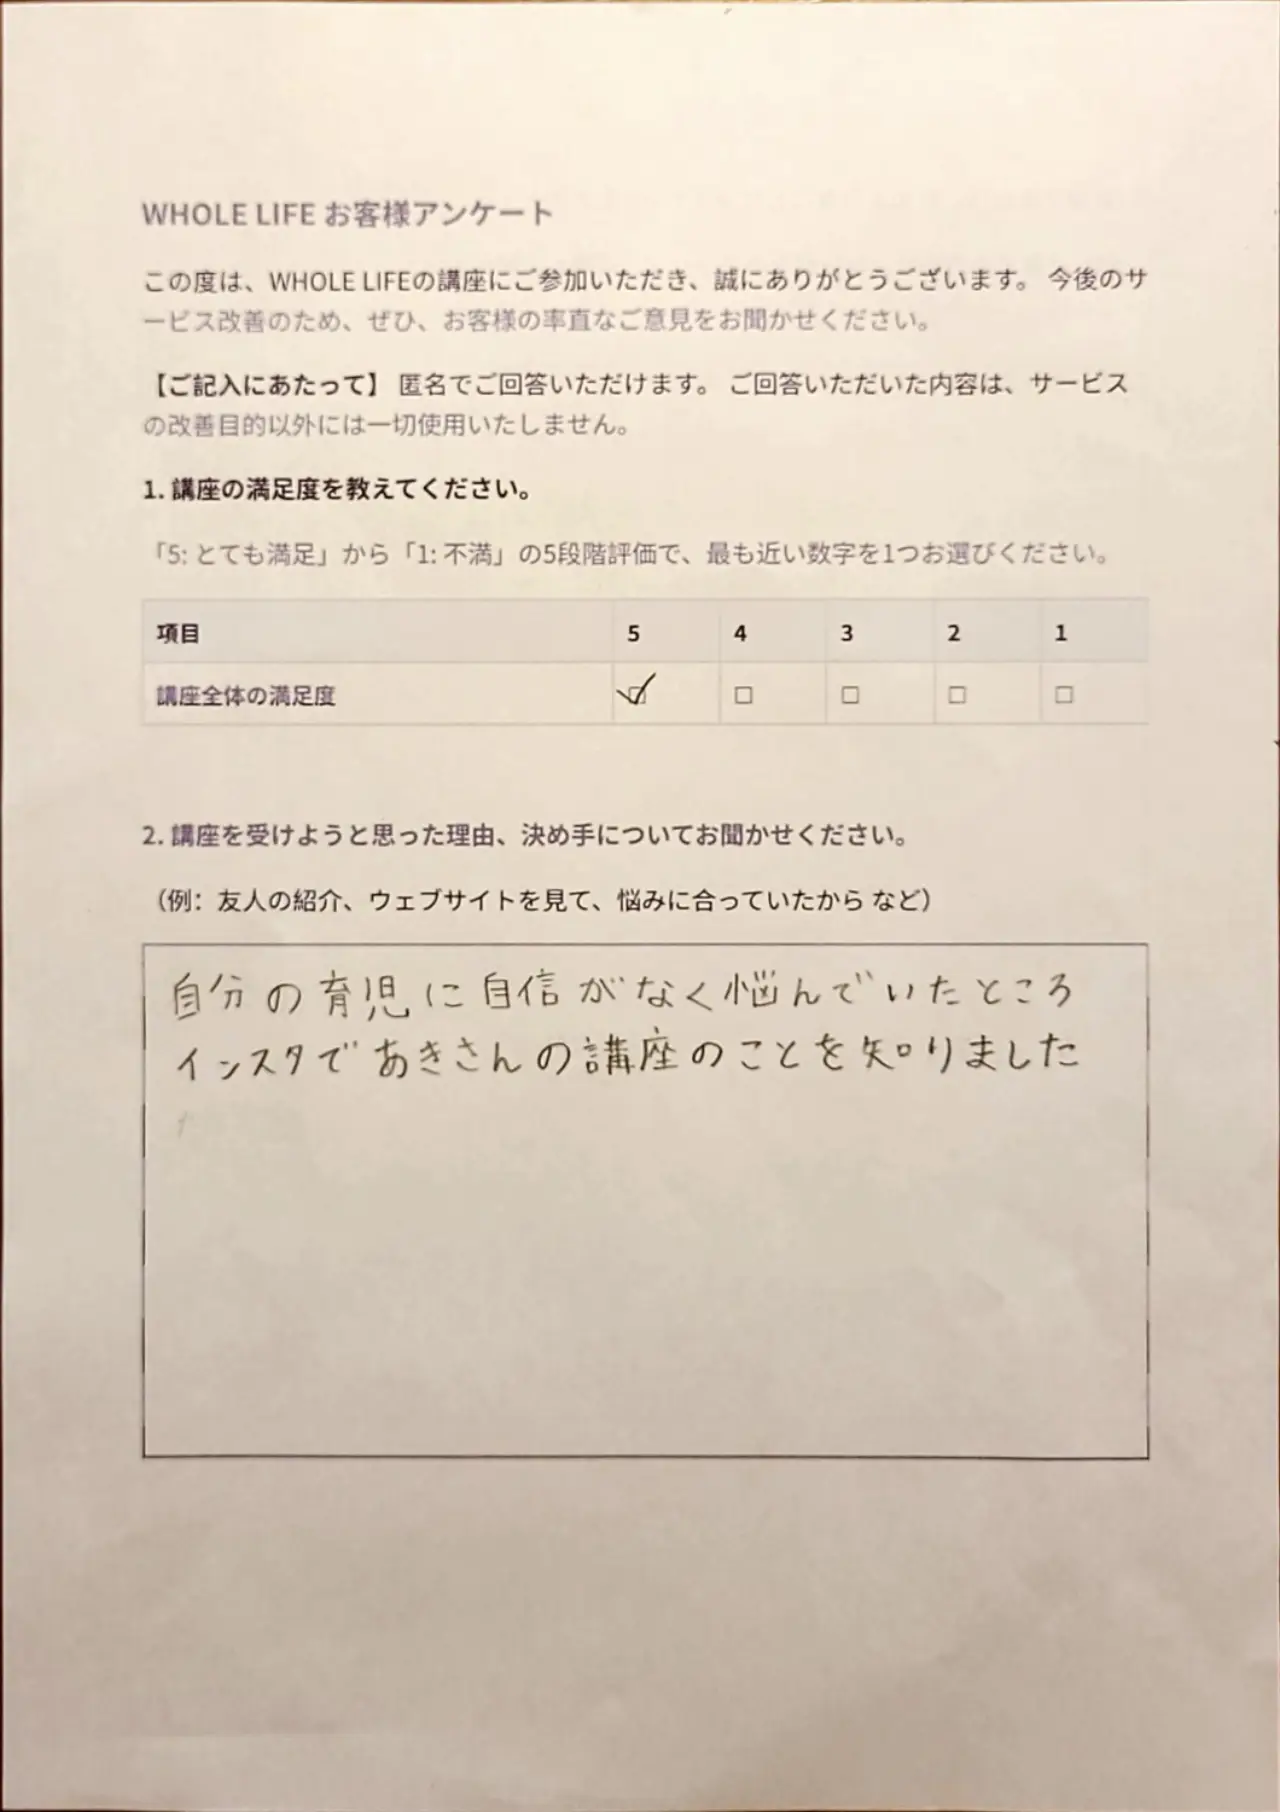 WHOLE LIFE お客様アンケート
この度は、WHOLE LIFEの講座にご参加いただき、誠にありがとうございます。 今後のサ
ービス改善のため、ぜひ、お客様の率直なご意見をお聞かせください。
【ご記入にあたって】 匿名でご回答いただけます。 ご回答いただいた内容は、サービス
の改善目的以外には一切使用いたしません。
1. 講座の満足度を教えてください。
「5: とても満足」から「1: 不満」の5段階評価で、最も近い数字を1つお選びください。
項目 5 4 3 2 1
講座全体の満足度 ☑ □ □ □ □
2. 講座を受けようと思った理由、決め手についてお聞かせください。
（例：友人の紹介、ウェブサイトを見て、悩みに合っていたから など）
自分の育児に自信がなく悩んでいたところ
インスタであきさんの講座のことを知りました